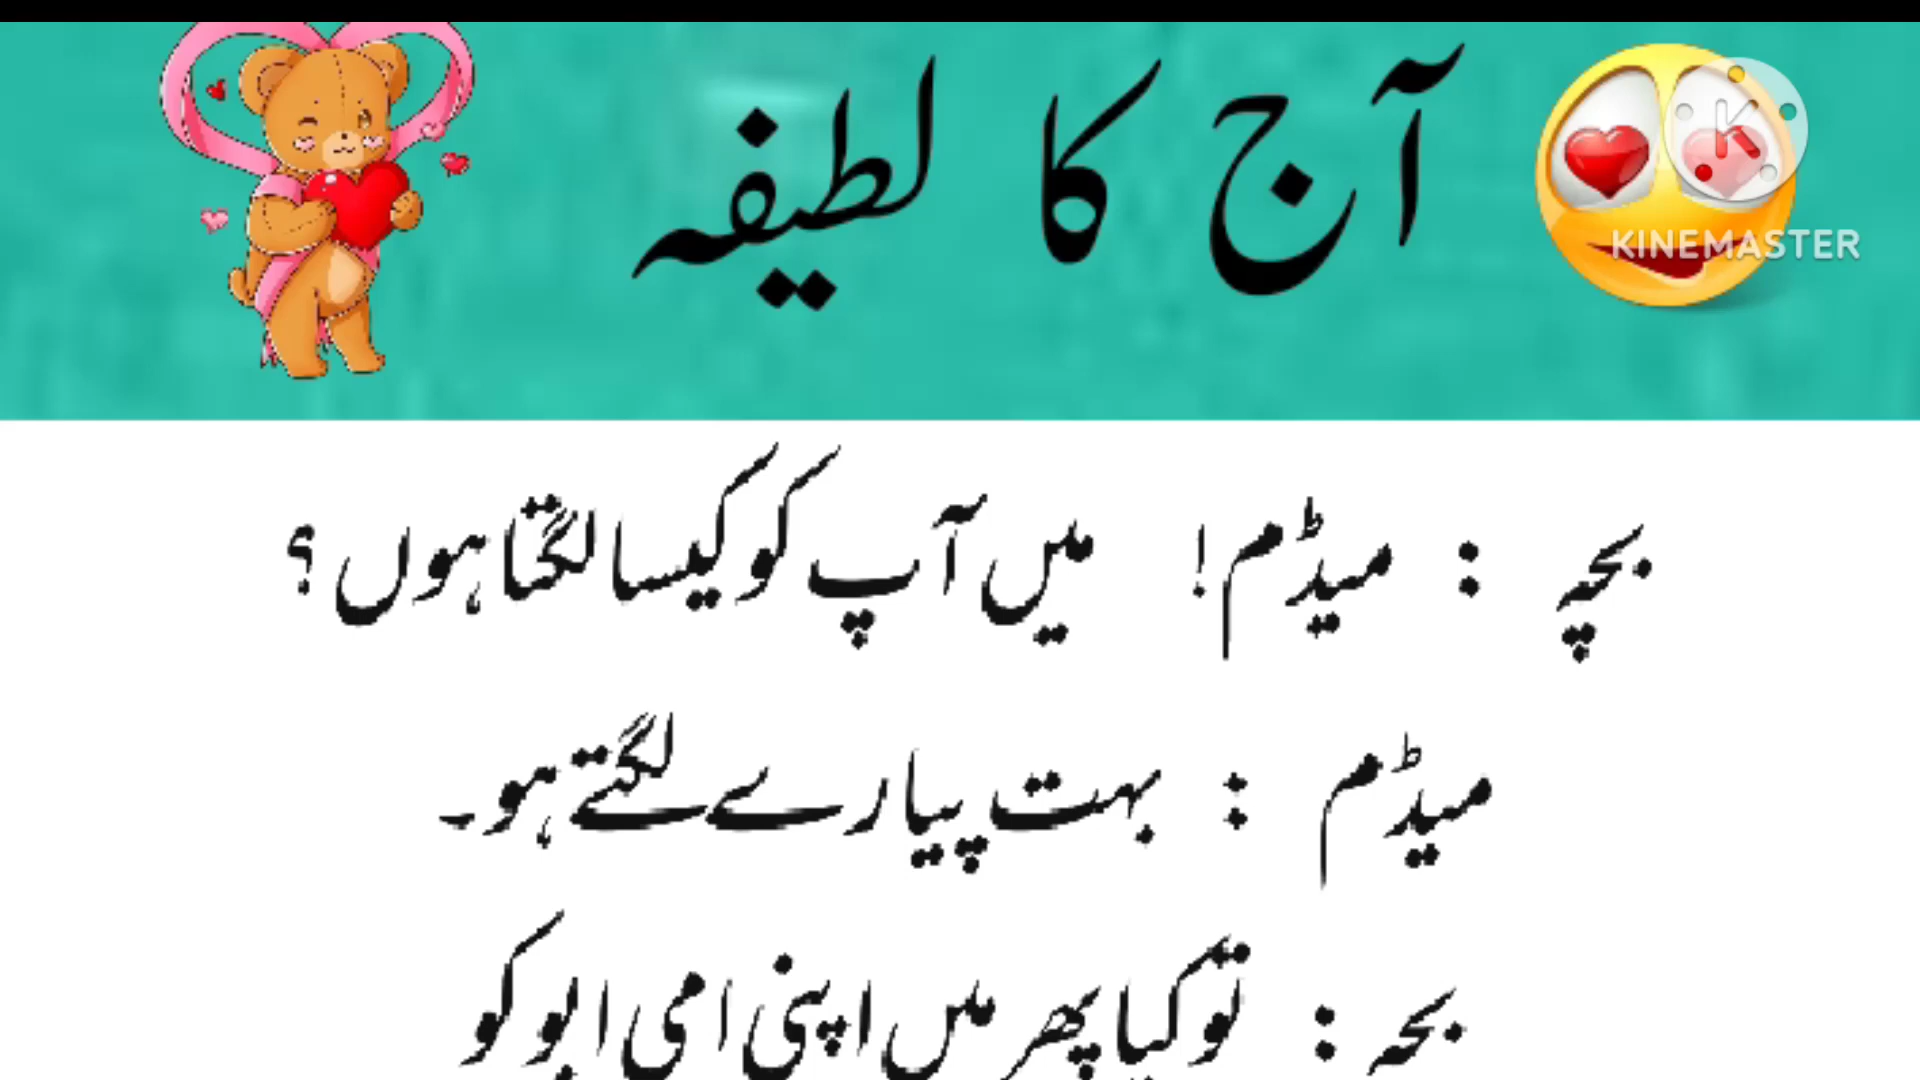 آج کا لطیفہ
KINEMASTER
بچہ : میڈم! میں آپ کو کیسا لگتا ہوں؟
میڈم : بہت پیارے لگتے ہو۔
بچہ : تو کیا پھر میں اپنی امی ابو کو